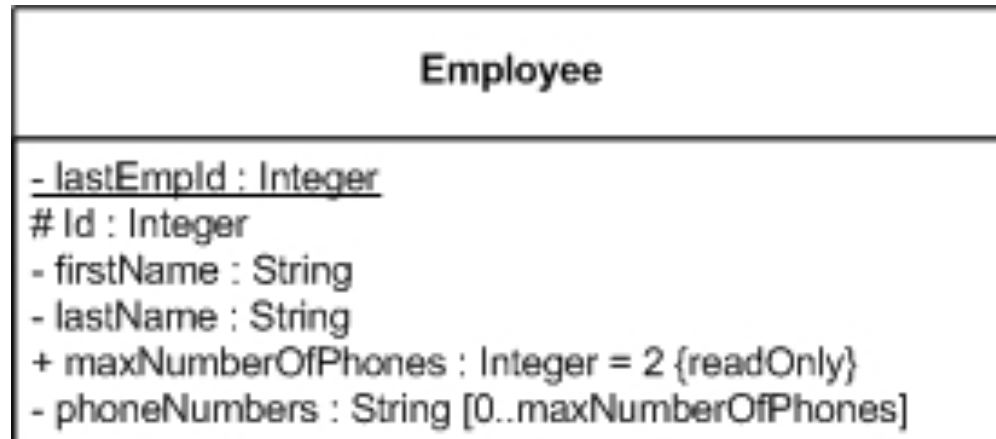 Employee
- lastEmpId : Integer
# Id : Integer
- firstName : String
- lastName : String
+ maxNumberOfPhones : Integer = 2 {readOnly}
- phoneNumbers : String [0..maxNumberOfPhones]